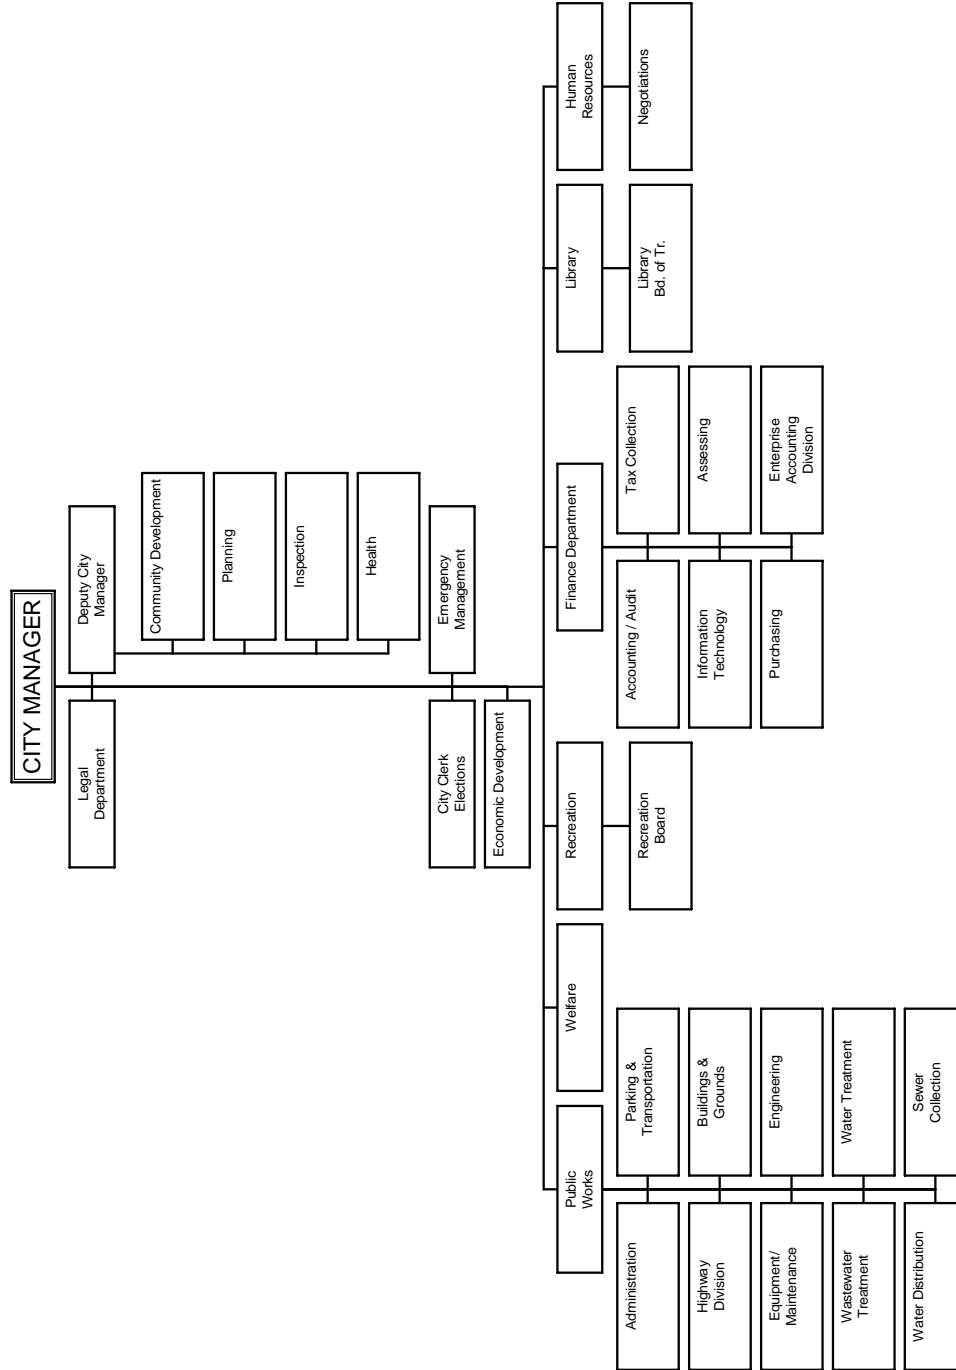 CITY MANAGER
Legal
Department
Deputy City
Manager
Community Development
Planning
Inspection
Health
City Clerk
Elections
Emergency
Management
Economic Development
Public
Works
Welfare
Recreation
Finance Department
Library
Human
Resources
Administration
Parking &
Transportation
Highway
Division
Buildings &
Grounds
Equipment/
Maintenance
Engineering
Wastewater
Treatment
Water Treatment
Water Distribution
Sewer
Collection
Recreation
Board
Accounting / Audit
Tax Collection
Information
Technology
Assessing
Purchasing
Enterprise
Accounting
Division
Library
Bd. of Tr.
Negotiations